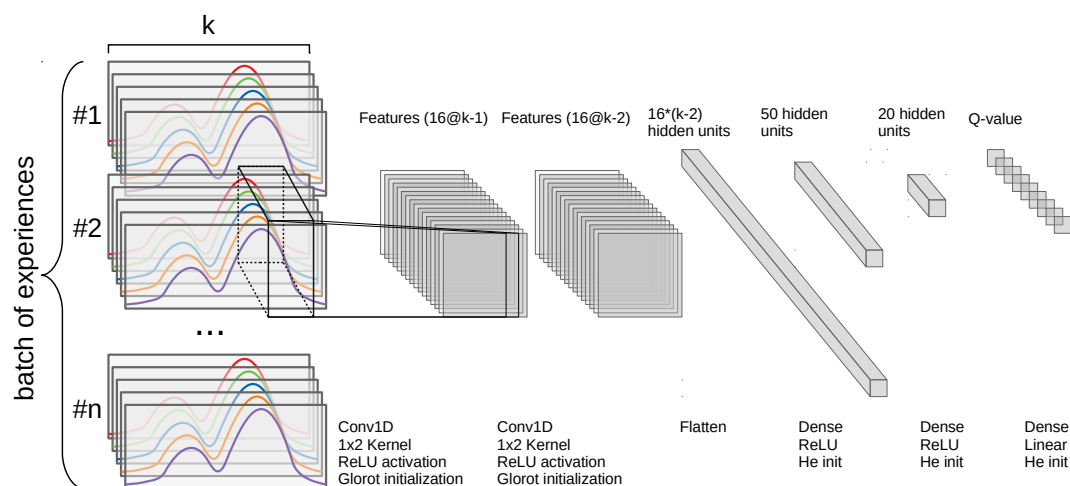 k
batch of experiences
#1
#2
...
#n
Features (16@k-1)
Features (16@k-2)
16*(k-2)
hidden units
50 hidden
units
20 hidden
units
Q-value
Conv1D
1x2 Kernel
ReLU activation
Glorot initialization
Conv1D
1x2 Kernel
ReLU activation
Glorot initialization
Flatten
Dense
ReLU
He init
Dense
ReLU
He init
Dense
Linear
He init